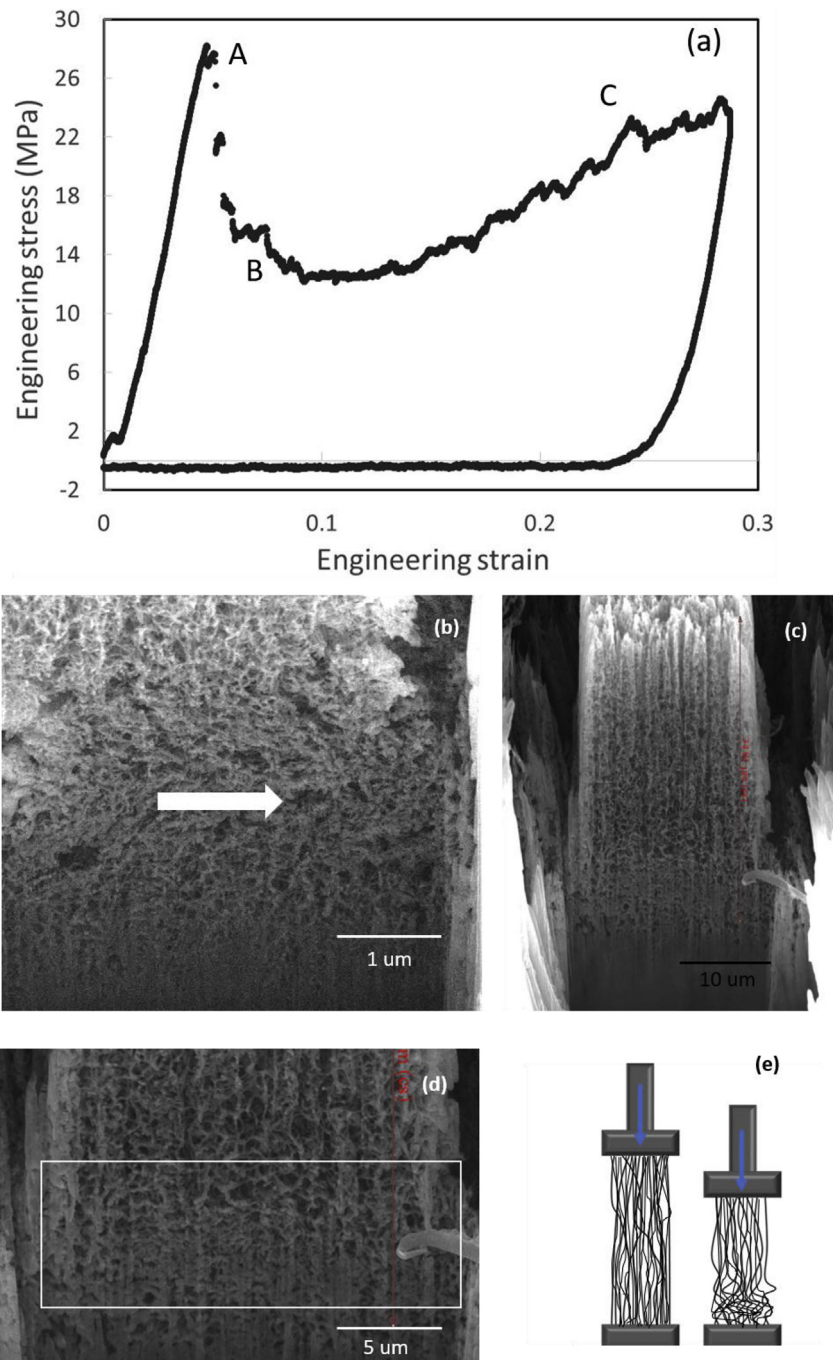 30
A
(a)
26
C
22
18
14
B
10
6
2
-2
0
0.1
0.2
0.3
Engineering stress (MPa)
Engineering strain
(b)
1 um
(c)
10 um
(d)
5 um
(e)